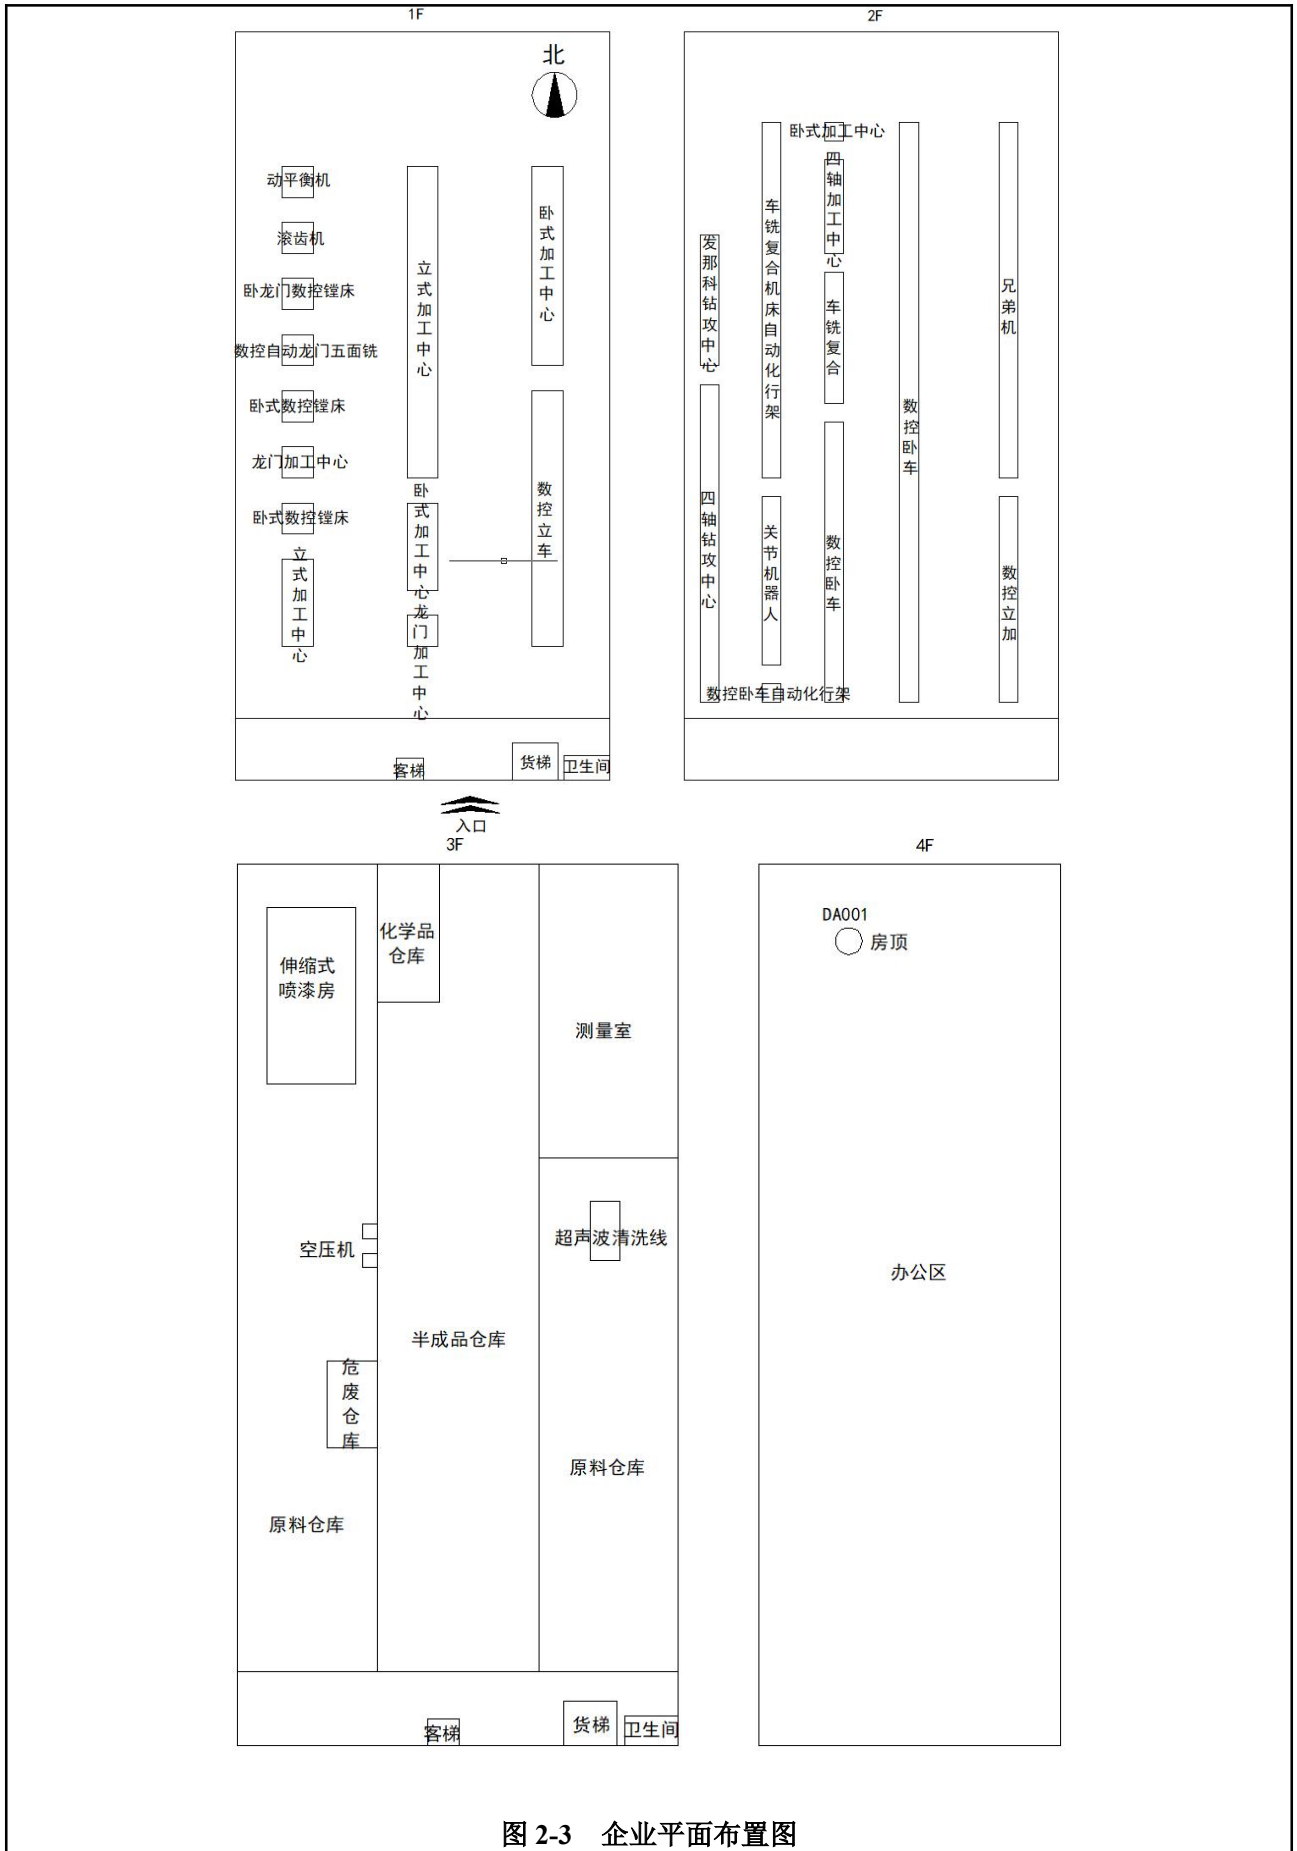 1F
北
动平衡机
滚齿机
卧龙门数控镗床
数控自动龙门五面铣
卧式数控镗床
龙门加工中心
卧式数控镗床
立式加工中心
立式加工中心
卧式加工中心
龙门加工中心
卧式加工中心
数控立车
客梯
货梯
卫生间
入口
2F
发那科钻攻中心
四轴钻攻中心
车铣复合机床自动化行架
关节机器人
数控卧车自动化行架
卧式加工中心
四轴加工中心
车铣复合
数控卧车
数控卧车
兄弟机
数控立加
3F
伸缩式
喷漆房
化学品
仓库
测量室
空压机
超声波清洗线
半成品仓库
危废仓库
原料仓库
原料仓库
客梯
货梯
卫生间
4F
DA001
房顶
办公区
图 2-3 企业平面布置图